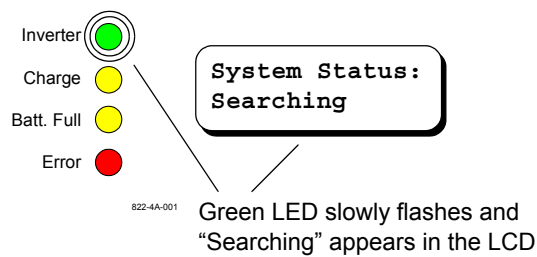 Inverter
Charge
Batt. Full
Error
System Status:
Searching
822-4A-001
Green LED slowly flashes and
“Searching” appears in the LCD